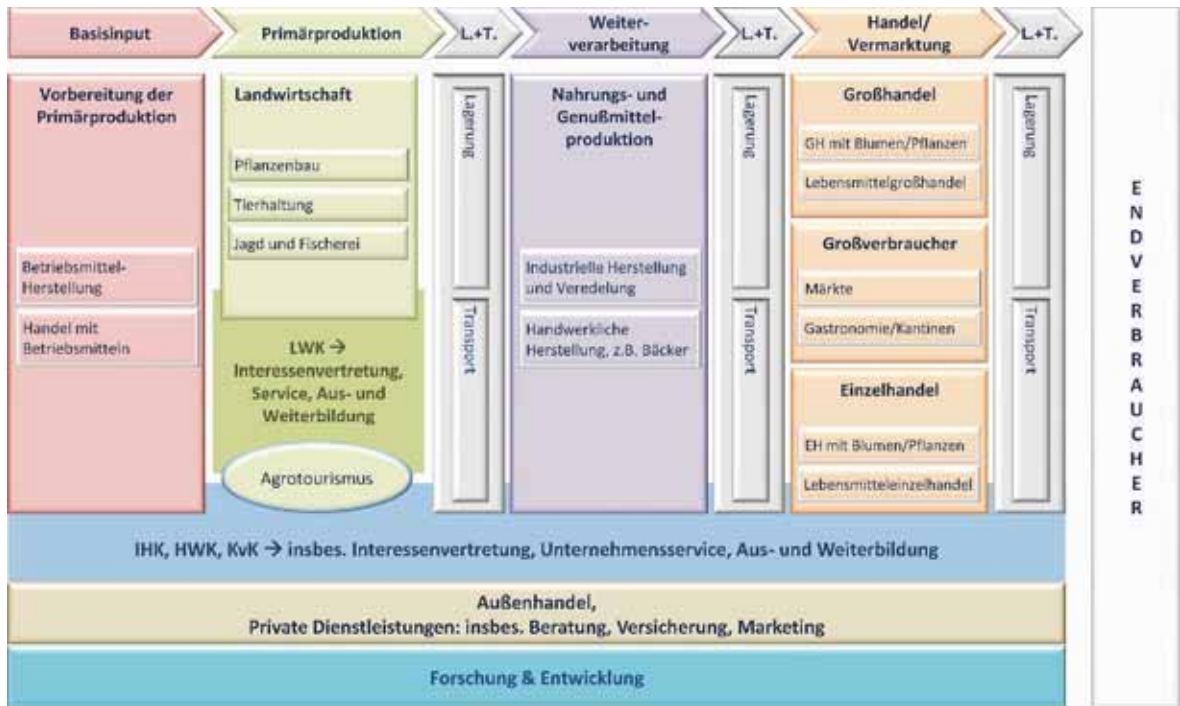 Basisinput
Primärproduktion
L.+T.
Weiter-
verarbeitung
L.+T.
Handel/
Vermarktung
L.+T.
Vorbereitung der
Primärproduktion
Betriebsmittel-
Herstellung
Handel mit
Betriebsmitteln
Landwirtschaft
Pflanzenbau
Tierhaltung
Jagd und Fischerei
LWK →
Interessenvertretung,
Service, Aus- und
Weiterbildung
Agrotourismus
Lagerung
Transport
Nahrungs- und
Genußmittel-
produktion
Industrielle Herstellung
und Veredelung
Handwerkliche
Herstellung, z.B. Bäcker
Lagerung
Transport
Großhandel
GH mit Blumen/Pflanzen
Lebensmittelgroßhandel
Großverbraucher
Märkte
Gastronomie/Kantinen
Einzelhandel
EH mit Blumen/Pflanzen
Lebensmitteleinzelhandel
Lagerung
Transport
ENDVERBRAUCHER
IHK, HWK, KvK → insbes. Interessenvertretung, Unternehmensservice, Aus- und Weiterbildung
Außenhandel,
Private Dienstleistungen: insbes. Beratung, Versicherung, Marketing
Forschung & Entwicklung